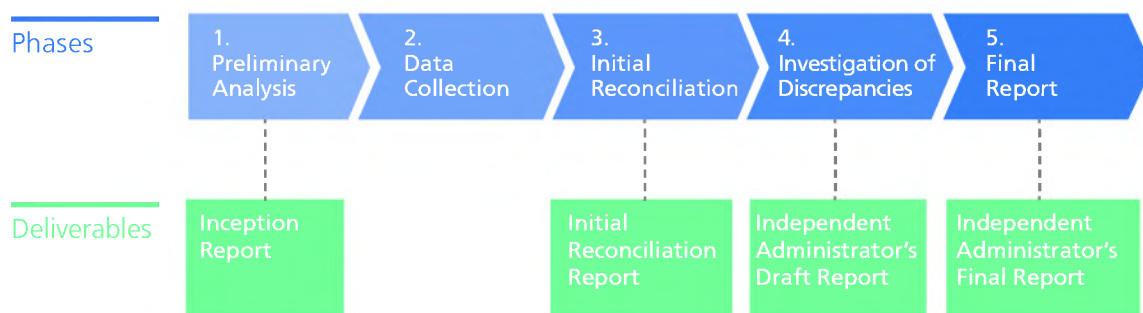 Phases
1.
Preliminary
Analysis
2.
Data
Collection
3.
Initial
Reconciliation
4.
Investigation of
Discrepancies
5.
Final
Report
Deliverables
Inception
Report
Initial
Reconciliation
Report
Independent
Administrator’s
Draft Report
Independent
Administrator’s
Final Report